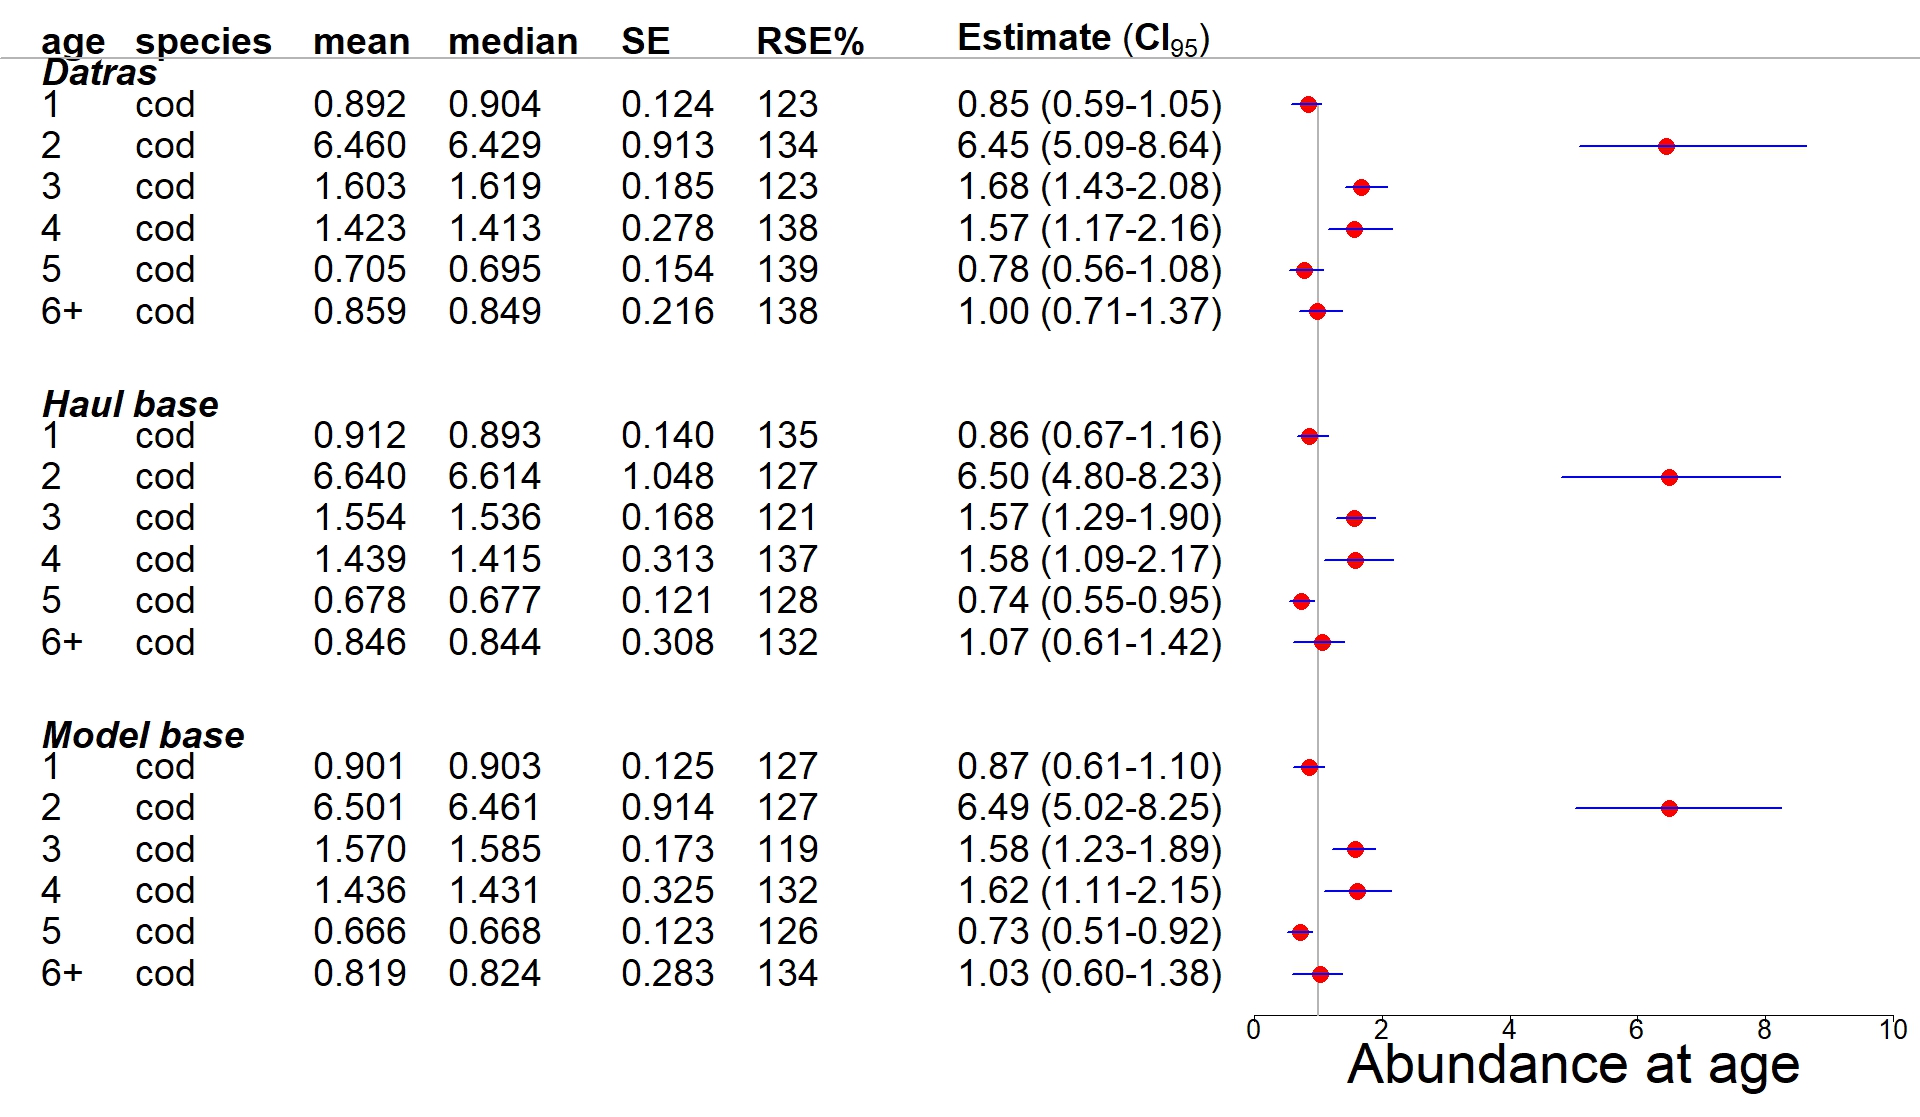 age species mean median SE RSE% Estimate (CI95)
Datras
1 cod 0.892 0.904 0.124 123 0.85 (0.59-1.05)
2 cod 6.460 6.429 0.913 134 6.45 (5.09-8.64)
3 cod 1.603 1.619 0.185 123 1.68 (1.43-2.08)
4 cod 1.423 1.413 0.278 138 1.57 (1.17-2.16)
5 cod 0.705 0.695 0.154 139 0.78 (0.56-1.08)
6+ cod 0.859 0.849 0.216 138 1.00 (0.71-1.37)
Haul base
1 cod 0.912 0.893 0.140 135 0.86 (0.67-1.16)
2 cod 6.640 6.614 1.048 127 6.50 (4.80-8.23)
3 cod 1.554 1.536 0.168 121 1.57 (1.29-1.90)
4 cod 1.439 1.415 0.313 137 1.58 (1.09-2.17)
5 cod 0.678 0.677 0.121 128 0.74 (0.55-0.95)
6+ cod 0.846 0.844 0.308 132 1.07 (0.61-1.42)
Model base
1 cod 0.901 0.903 0.125 127 0.87 (0.61-1.10)
2 cod 6.501 6.461 0.914 127 6.49 (5.02-8.25)
3 cod 1.570 1.585 0.173 119 1.58 (1.23-1.89)
4 cod 1.436 1.431 0.325 132 1.62 (1.11-2.15)
5 cod 0.666 0.668 0.123 126 0.73 (0.51-0.92)
6+ cod 0.819 0.824 0.283 134 1.03 (0.60-1.38)
0 2 4 6 8 10
Abundance at age